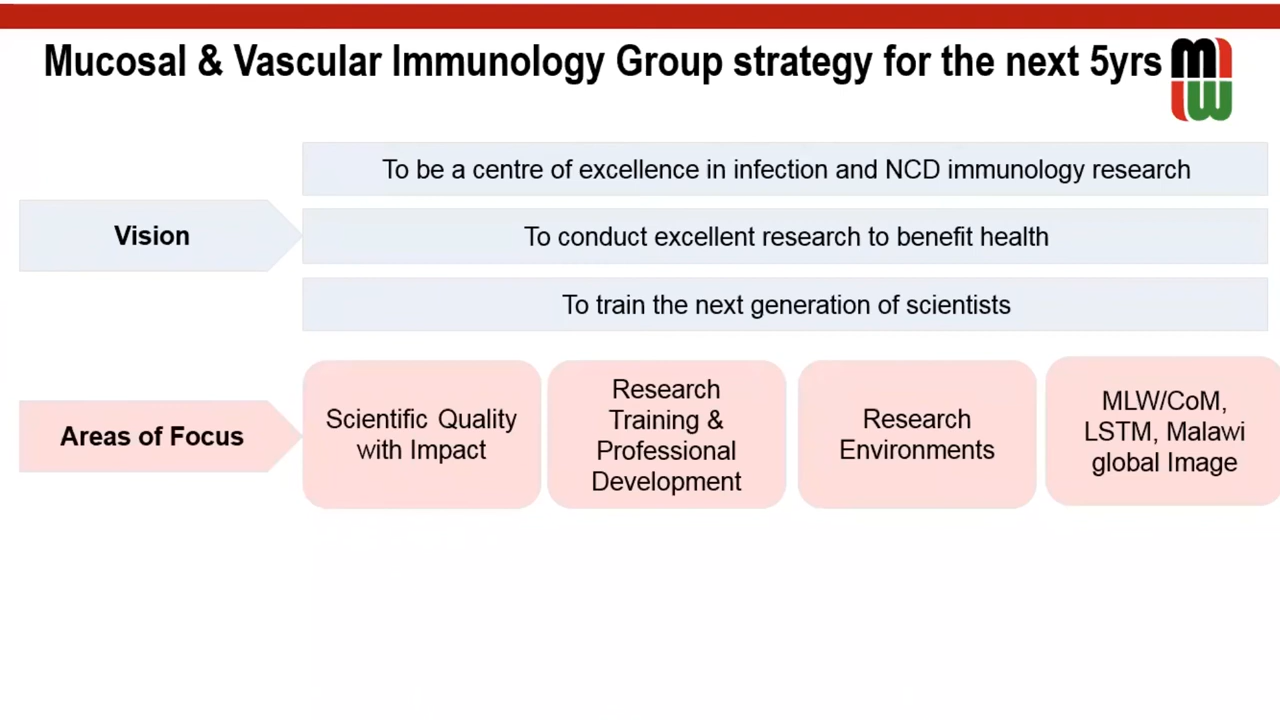 Mucosal & Vascular Immunology Group strategy for the next 5yrs
MLW
To be a centre of excellence in infection and NCD immunology research
Vision
To conduct excellent research to benefit health
To train the next generation of scientists
Areas of Focus
Scientific Quality
with Impact
Research
Training &
Professional
Development
Research
Environments
MLW/CoM,
LSTM, Malawi
global Image